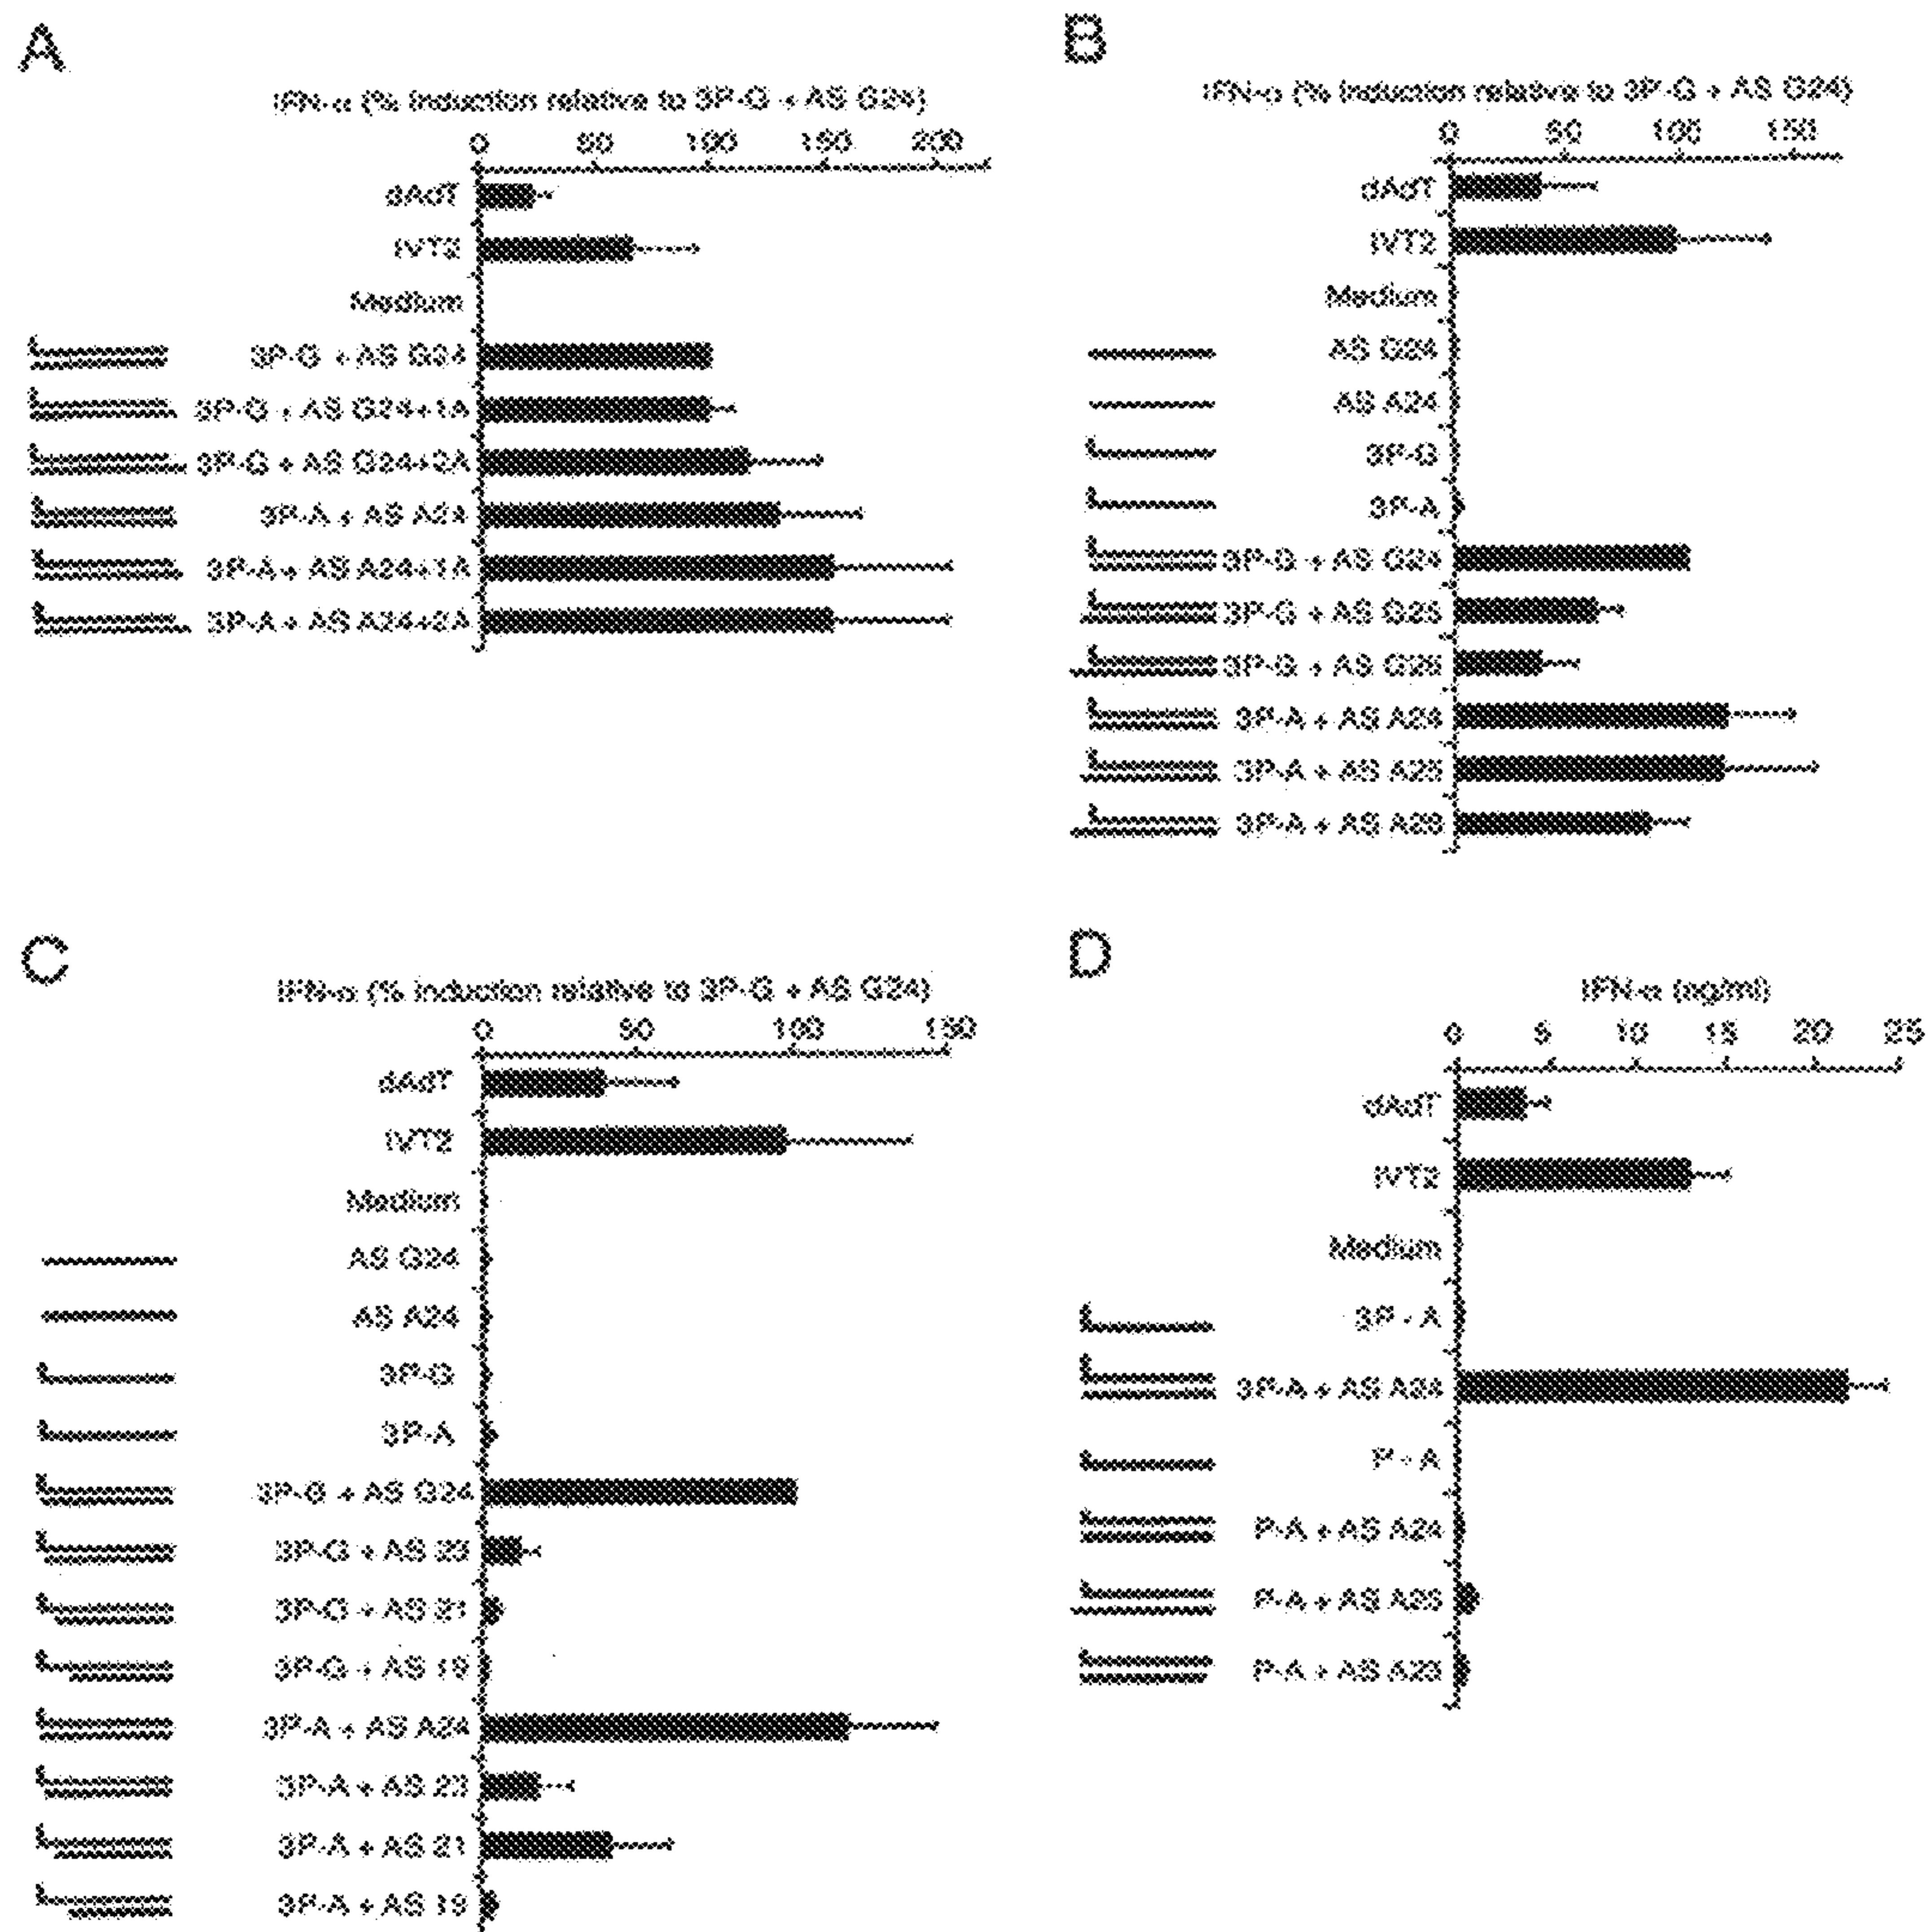 A
IFN-α (% induction relative to 3P-G + AS G24)
0 50 100 150 200
dAdT
IVT2
Medium
3P-G + AS G24
3P-G + AS G24+1A
3P-G + AS G24+2A
3P-A + AS A24
3P-A + AS A24+1A
3P-A + AS A24+2A
B
IFN-α (% induction relative to 3P-G + AS G24)
0 50 100 150
dAdT
IVT2
Medium
AS G24
AS A24
3P-G
3P-A
3P-G + AS G24
3P-G + AS
3P-G + AS
3P-A + AS A24
3P-A + AS
3P-A + AS
C
IFN-α (% induction relative to 3P-G + AS G24)
0 50 100 150
dAdT
IVT2
Medium
AS G24
AS A24
3P-G
3P-A
3P-G + AS G24
3P-G + AS 23
3P-G + AS 21
3P-G + AS 19
3P-A + AS A24
3P-A + AS 23
3P-A + AS 21
3P-A + AS 19
D
IFN-α (ng/ml)
0 5 10 15 20 25
dAdT
IVT2
Medium
3P - A
3P-A + AS A24
P - A
P-A + AS A24
P-A + AS
P-A + AS